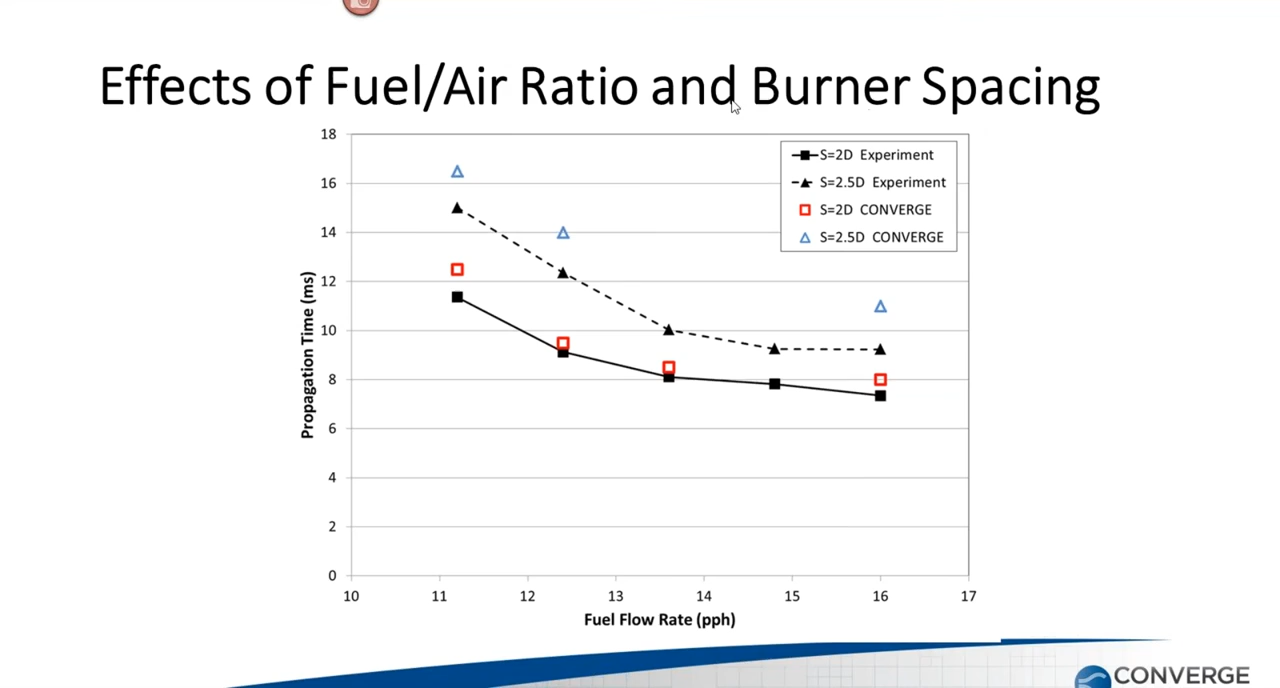 Effects of Fuel/Air Ratio and Burner Spacing
18
16
14
12
10
8
6
4
2
0
Propagation Time (ms)
S=2D Experiment
S=2.5D Experiment
S=2D CONVERGE
S=2.5D CONVERGE
10 11 12 13 14 15 16 17
Fuel Flow Rate (pph)
CONVERGE